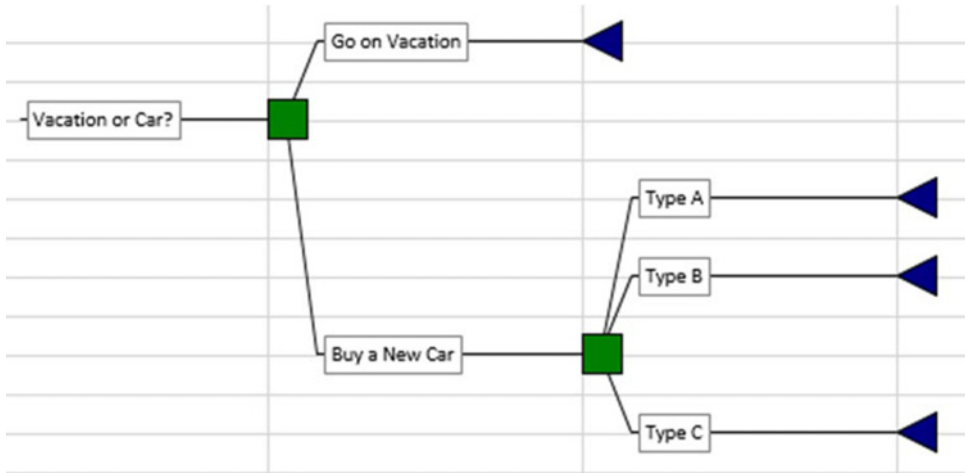 Go on Vacation
Vacation or Car?
Type A
Type B
Buy a New Car
Type C